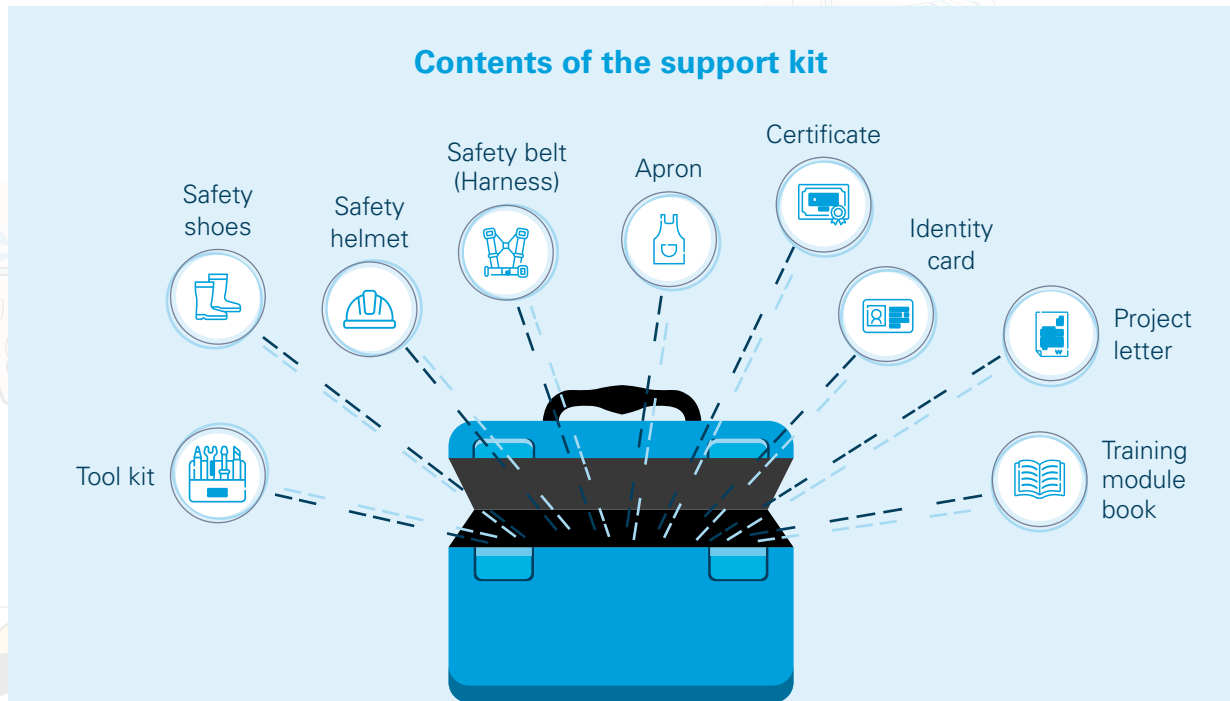 Contents of the support kit
Certificate
Safety belt
(Harness)
Apron
Safety
shoes
Safety
helmet
Identity
card
Project
letter
Tool kit
Training
module
book